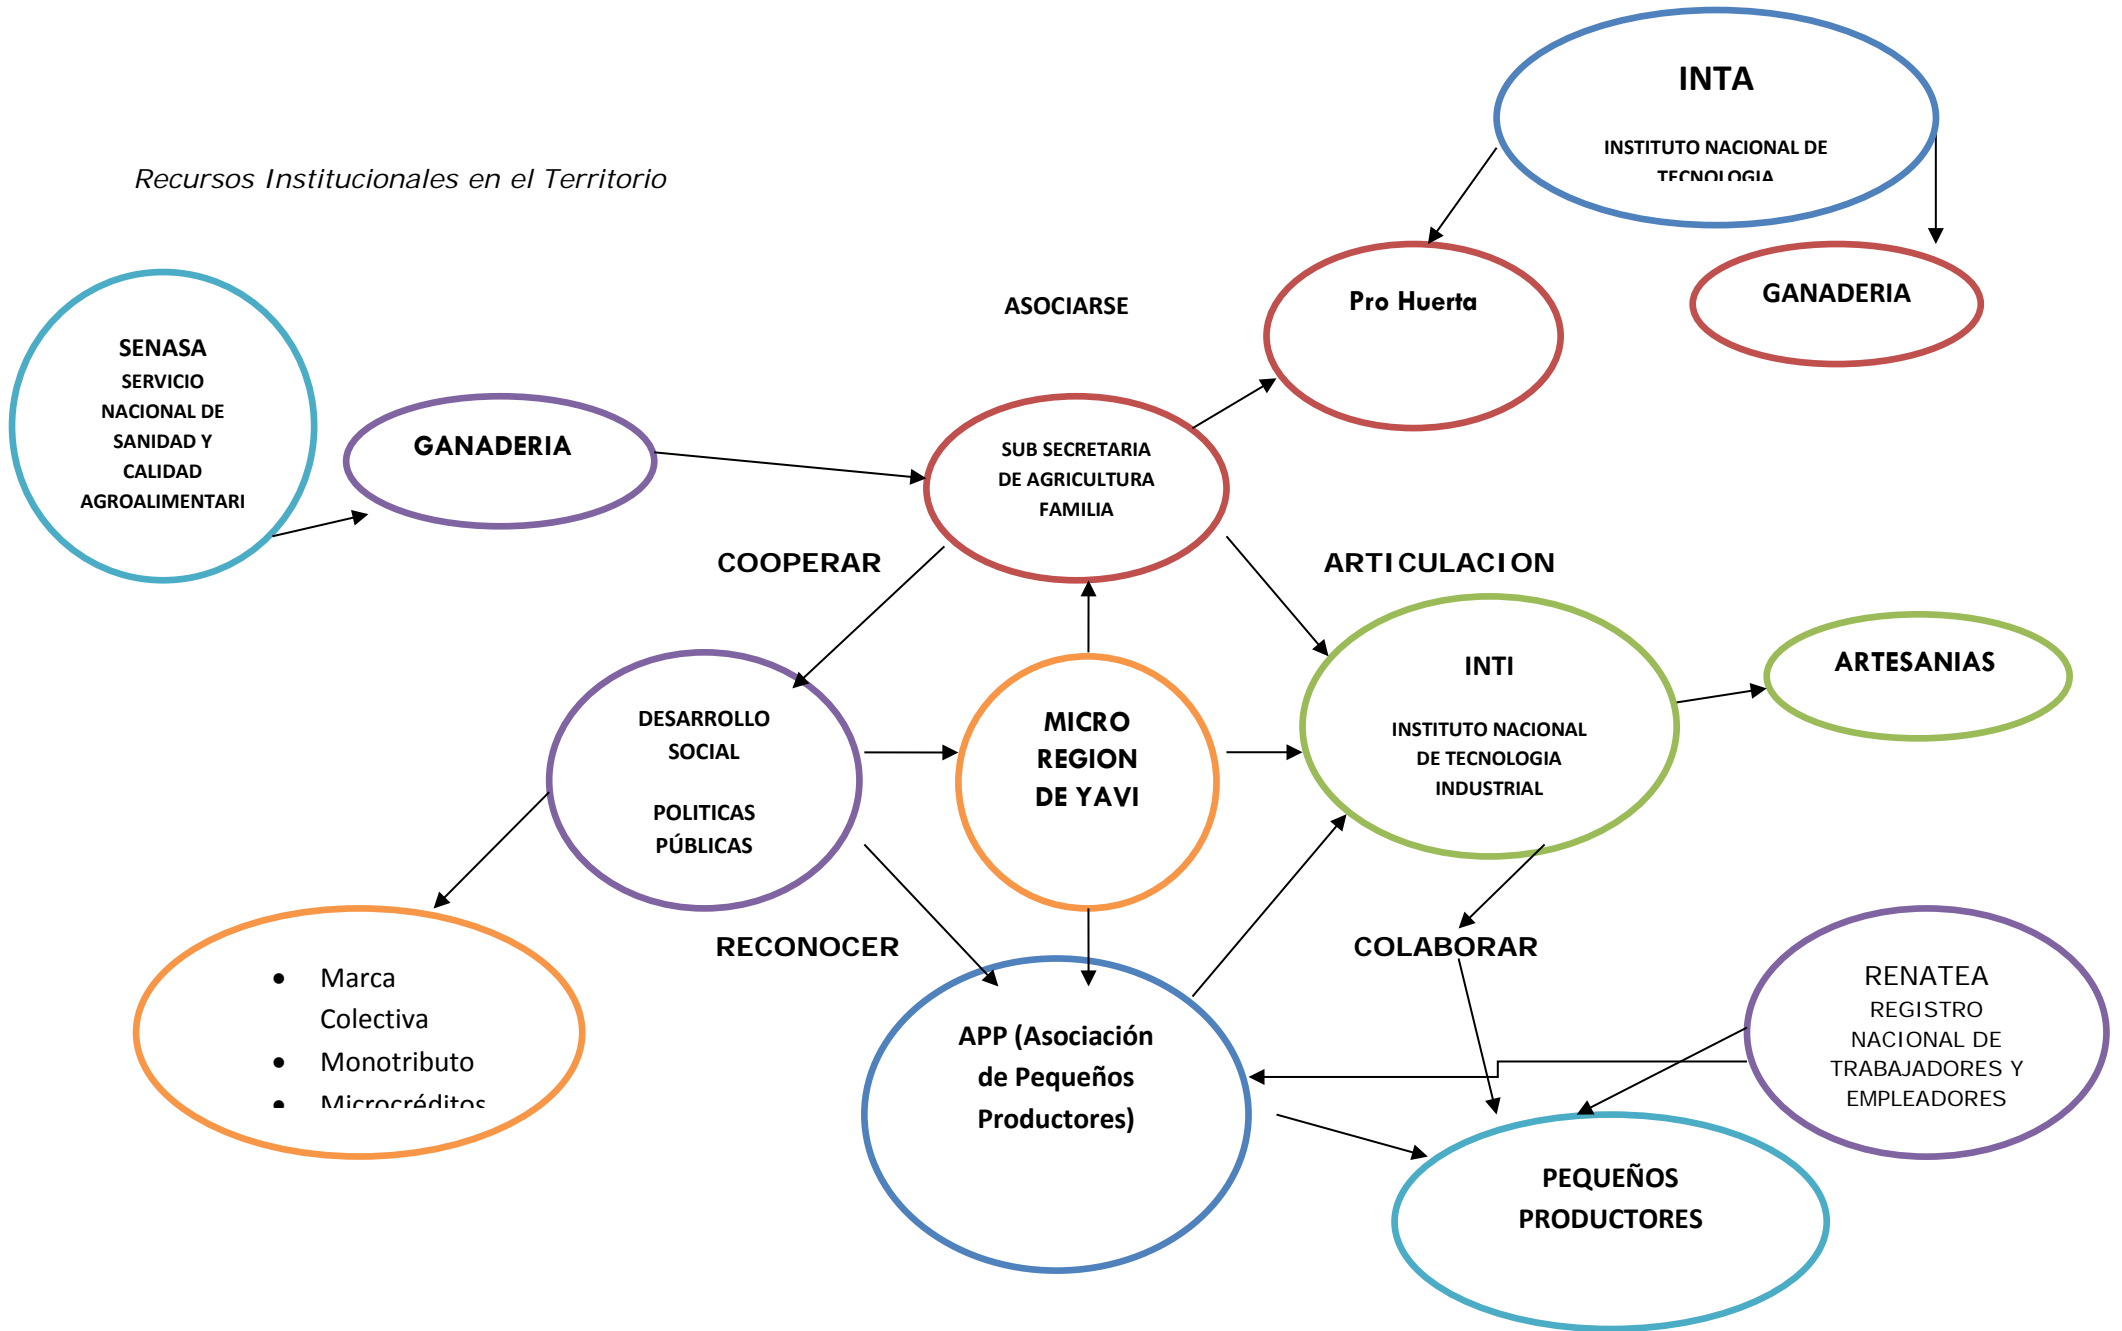 INTA
INSTITUTO NACIONAL DE
TECNOLOGIA
Recursos Institucionales en el Territorio
Pro Huerta
GANADERIA
ASOCIARSE
SENASA
SERVICIO
NACIONAL DE
SANIDAD Y
CALIDAD
AGROALIMENTARI
GANADERIA
SUB SECRETARIA
DE AGRICULTURA
FAMILIA
COOPERAR
ARTICULACION
DESARROLLO
SOCIAL
POLITICAS
PÚBLICAS
MICRO
REGION
DE YAVI
INTI
INSTITUTO NACIONAL
DE TECNOLOGIA
INDUSTRIAL
ARTESANIAS
RECONOCER
COLABORAR
• Marca
Colectiva
• Monotributo
• Microcréditos
APP (Asociación
de Pequeños
Productores)
RENATEA
REGISTRO
NACIONAL DE
TRABAJADORES Y
EMPLEADORES
PEQUEÑOS
PRODUCTORES